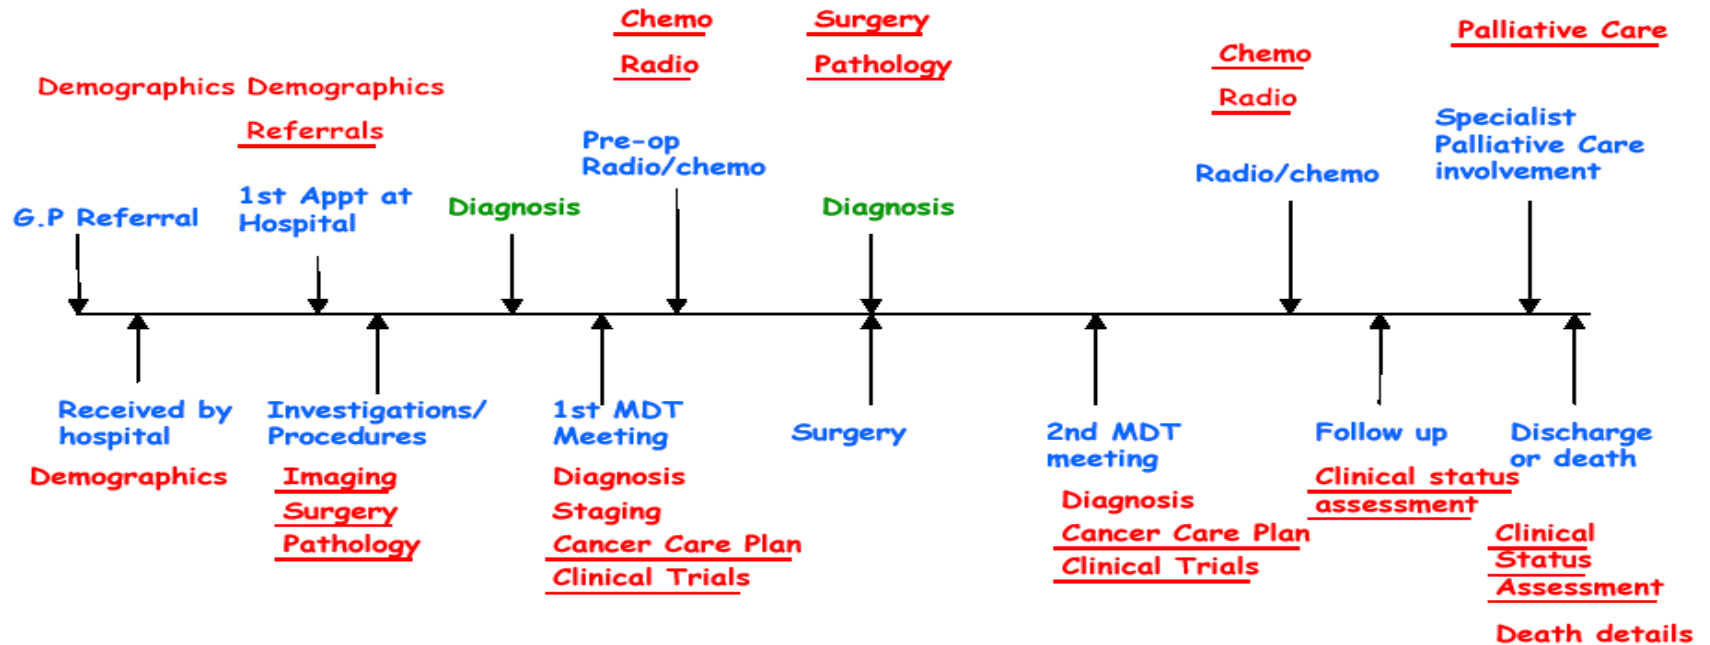 Chemo
Radio
Surgery
Pathology
Palliative Care
Chemo
Radio
Demographics
Demographics
Referrals
Specialist
Palliative Care
involvement
Pre-op
Radio/chemo
Radio/chemo
G.P Referral
1st Appt at
Hospital
Diagnosis
Diagnosis
Received by
hospital
Demographics
Investigations/
Procedures
Imaging
Surgery
Pathology
1st MDT
Meeting
Diagnosis
Staging
Cancer Care Plan
Clinical Trials
Surgery
2nd MDT
meeting
Diagnosis
Cancer Care Plan
Clinical Trials
Follow up
Clinical status
assessment
Discharge
or death
Clinical
Status
Assessment
Death details